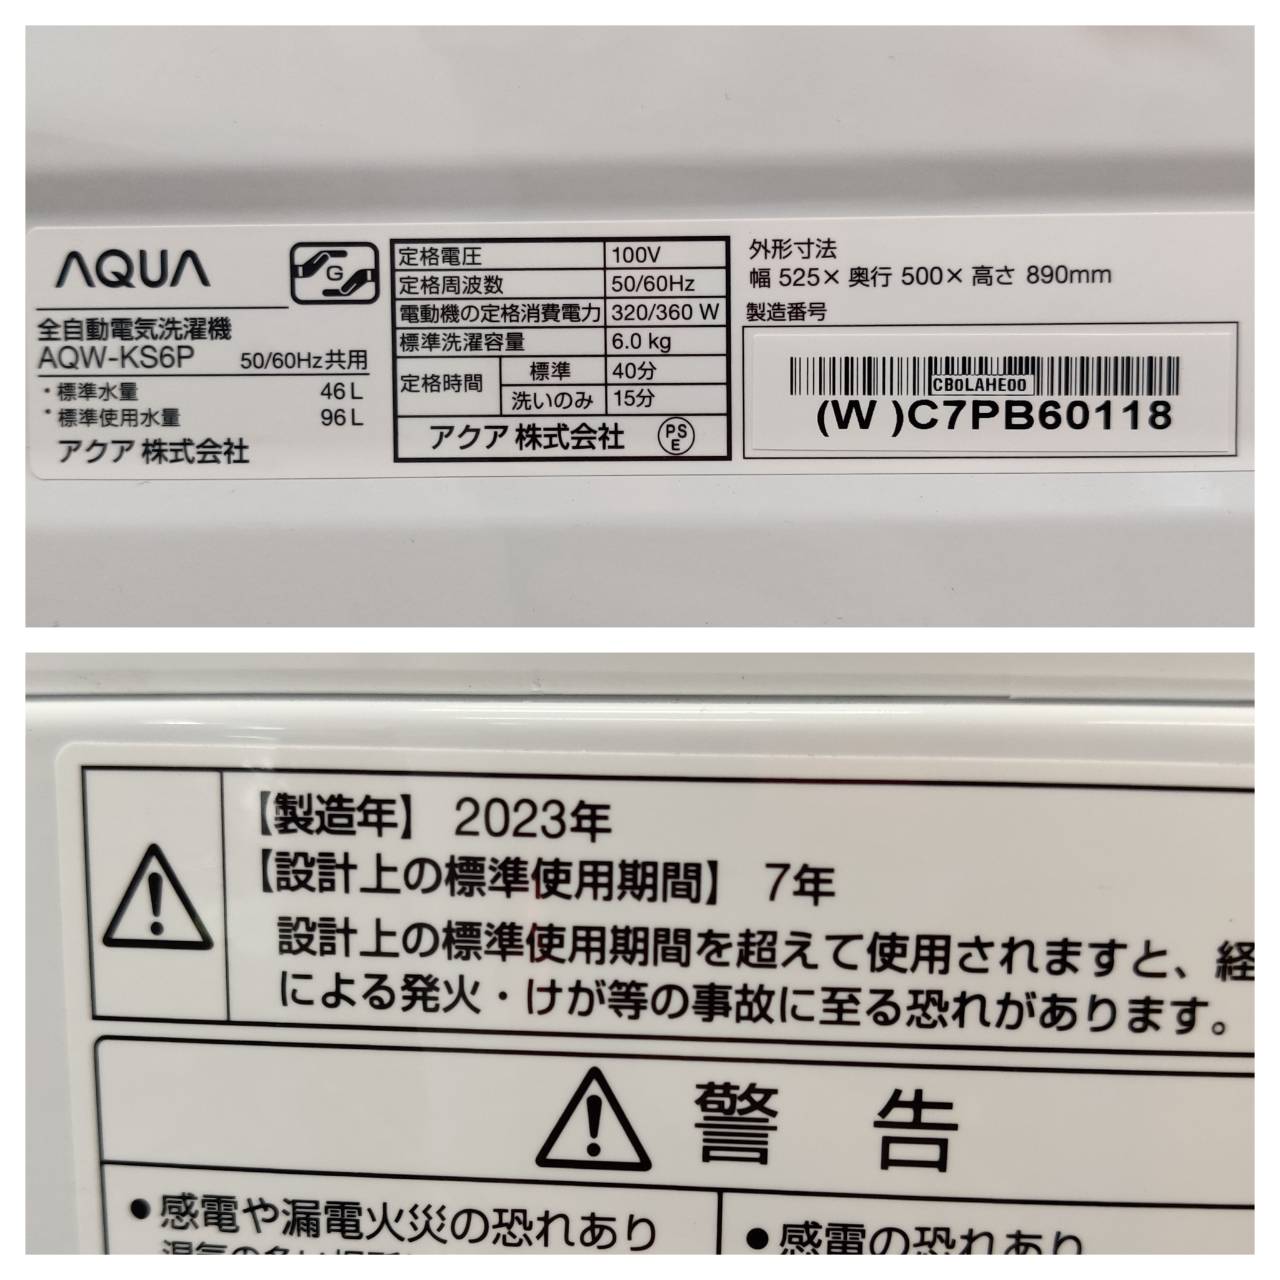 AQUA
G
全自動電気洗濯機
AQW-KS6P 50/60Hz共用
・標準水量 46L
・標準使用水量 96L
アクア 株式会社
定格電圧 100V
定格周波数 50/60Hz
電動機の定格消費電力 320/360 W
標準洗濯容量 6.0 kg
定格時間 標準 40分
洗いのみ 15分
アクア 株式会社 PSE
外形寸法
幅 525× 奥行 500× 高さ 890mm
製造番号
CB0LAHE00
(W )C7PB60118
【製造年】 2023年
【設計上の標準使用期間】 7年
設計上の標準使用期間を超えて使用されますと、経
による発火・けが等の事故に至る恐れがあります。
警 告
●感電や漏電火災の恐れあり
●感電の恐れあり